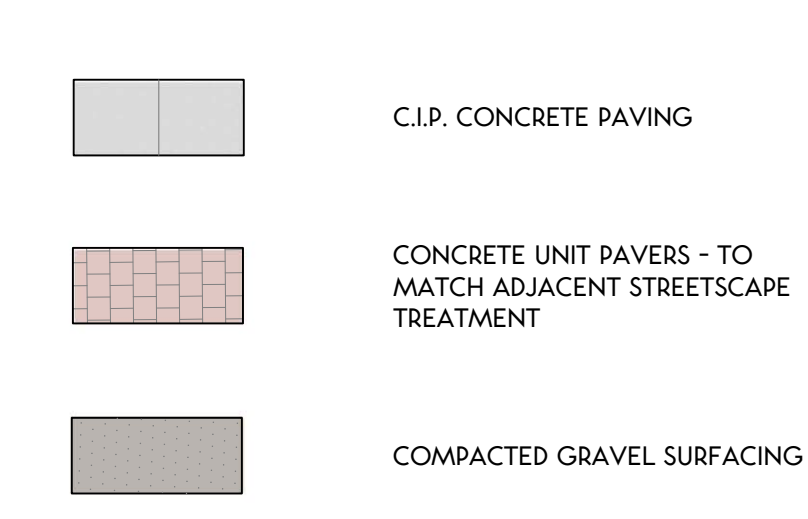 C.I.P. CONCRETE PAVING
CONCRETE UNIT PAVERS - TO
MATCH ADJACENT STREETSCAPE
TREATMENT
COMPACTED GRAVEL SURFACING